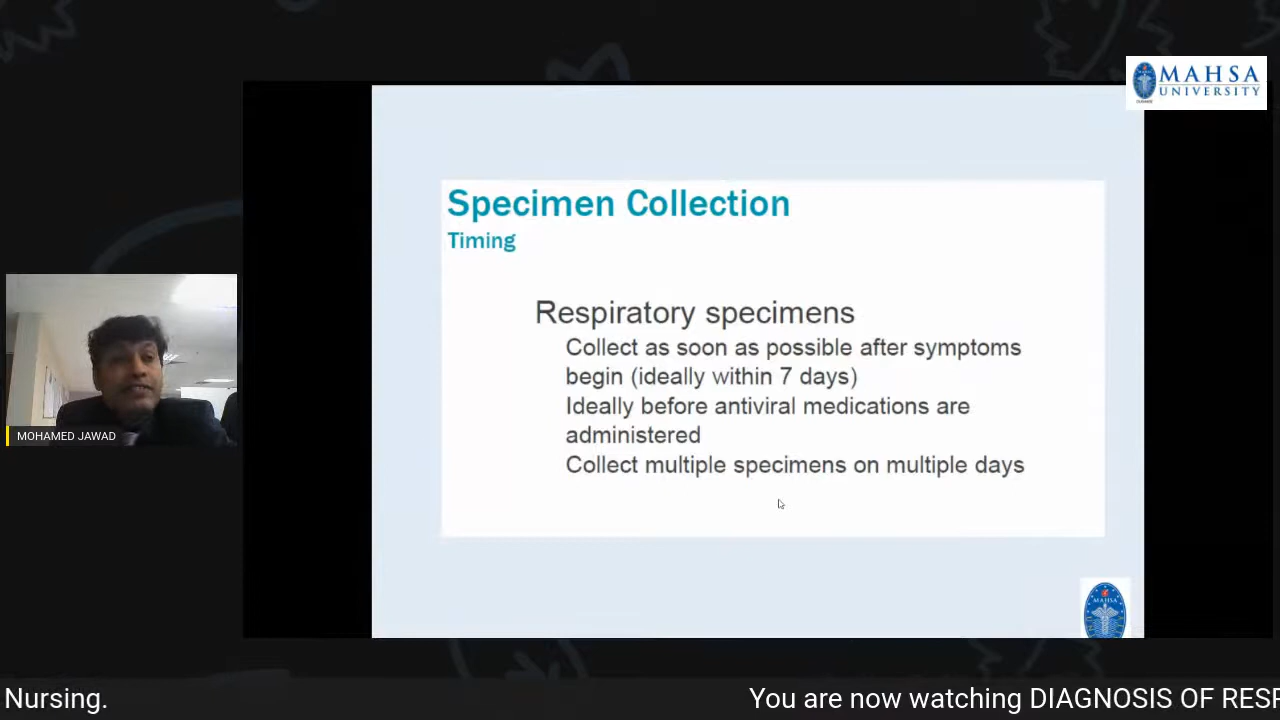 MAHSA
UNIVERSITY
Specimen Collection
Timing
Respiratory specimens
Collect as soon as possible after symptoms
begin (ideally within 7 days)
Ideally before antiviral medications are
administered
Collect multiple specimens on multiple days
MOHAMED JAWAD
MAHSA
Nursing.
You are now watching DIAGNOSIS OF RESP